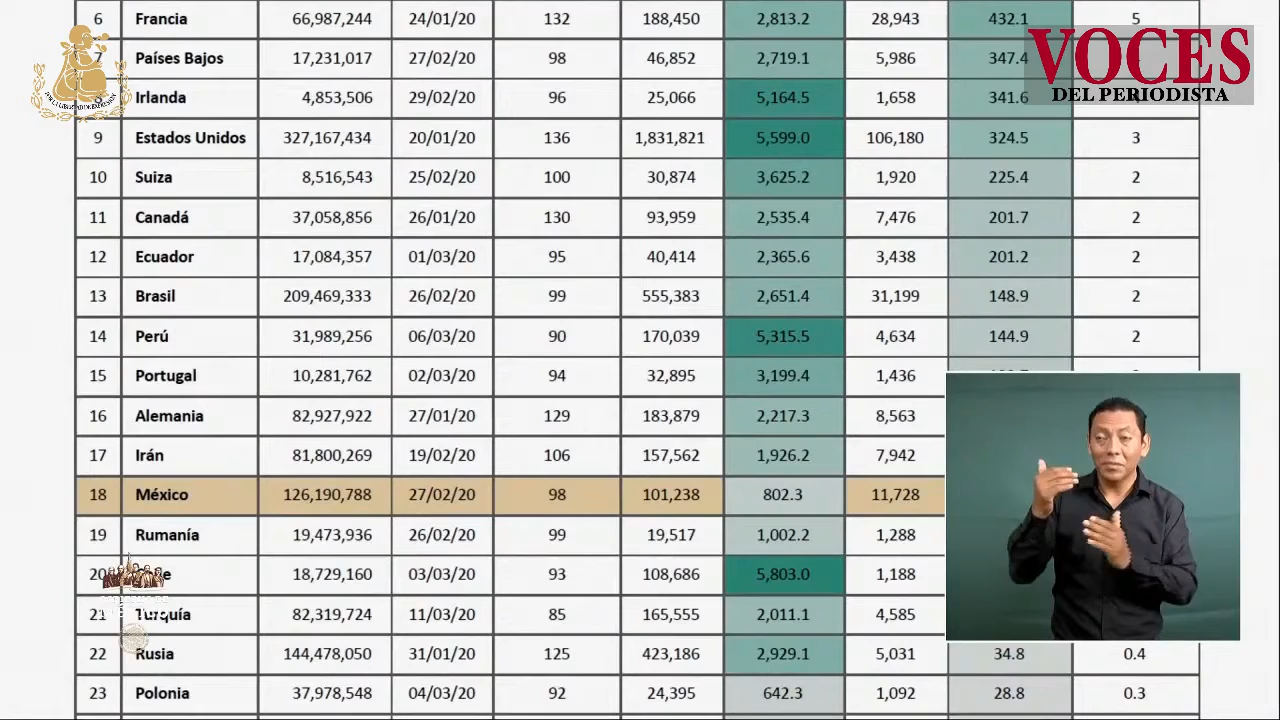 VOCES
DEL PERIODISTA
6 Francia 66,987,244 24/01/20 132 188,450 2,813.2 28,943 432.1 5
Países Bajos 17,231,017 27/02/20 98 46,852 2,719.1 5,986 347.4
Irlanda 4,853,506 29/02/20 96 25,066 5,164.5 1,658 341.6
9 Estados Unidos 327,167,434 20/01/20 136 1,831,821 5,599.0 106,180 324.5 3
10 Suiza 8,516,543 25/02/20 100 30,874 3,625.2 1,920 225.4 2
11 Canadá 37,058,856 26/01/20 130 93,959 2,535.4 7,476 201.7 2
12 Ecuador 17,084,357 01/03/20 95 40,414 2,365.6 3,438 201.2 2
13 Brasil 209,469,333 26/02/20 99 555,383 2,651.4 31,199 148.9 2
14 Perú 31,989,256 06/03/20 90 170,039 5,315.5 4,634 144.9 2
15 Portugal 10,281,762 02/03/20 94 32,895 3,199.4 1,436
16 Alemania 82,927,922 27/01/20 129 183,879 2,217.3 8,563
17 Irán 81,800,269 19/02/20 106 157,562 1,926.2 7,942
18 México 126,190,788 27/02/20 98 101,238 802.3 11,728
19 Rumanía 19,473,936 26/02/20 99 19,517 1,002.2 1,288
20 18,729,160 03/03/20 93 108,686 5,803.0 1,188
21 Turquía 82,319,724 11/03/20 85 165,555 2,011.1 4,585
22 Rusia 144,478,050 31/01/20 125 423,186 2,929.1 5,031 34.8 0.4
23 Polonia 37,978,548 04/03/20 92 24,395 642.3 1,092 28.8 0.3